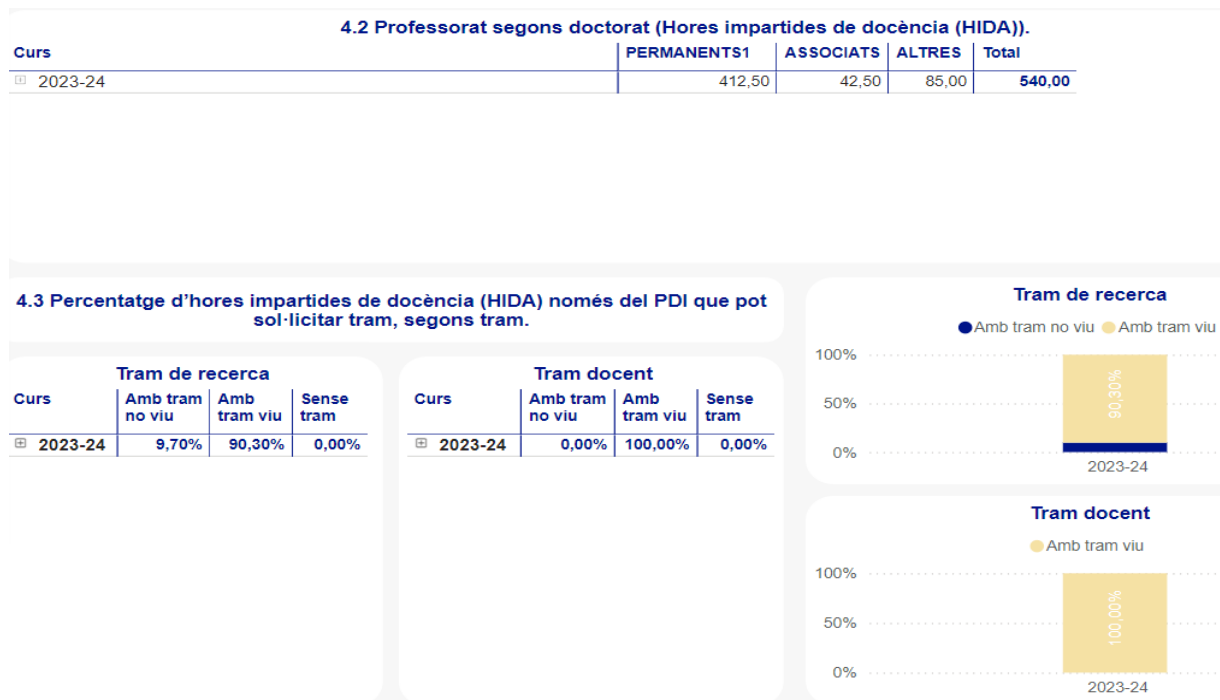 4.2 Professorat segons doctorat (Hores impartides de docència (HIDA)).
Curs PERMANENTS1 ASSOCIATS ALTRES Total
2023-24 412,50 42,50 85,00 540,00
4.3 Percentatge d’hores impartides de docència (HIDA) només del PDI que pot
sol·licitar tram, segons tram.
Tram de recerca
Curs Amb tram no viu Amb tram viu Sense tram
2023-24 9,70% 90,30% 0,00%
Tram docent
Curs Amb tram no viu Amb tram viu Sense tram
2023-24 0,00% 100,00% 0,00%
Tram de recerca
Amb tram no viu Amb tram viu
100%
50%
0%
90,30%
2023-24
Tram docent
Amb tram viu
100%
50%
0%
100,00%
2023-24